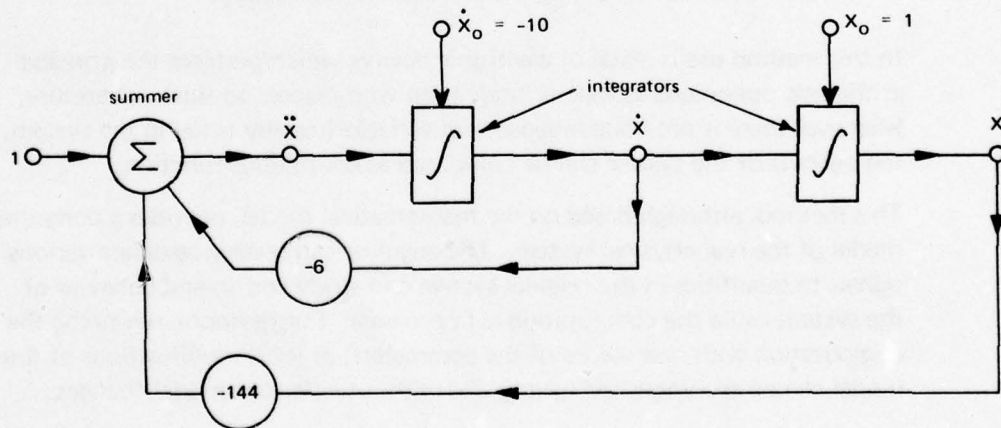 ẋₒ = -10
xₒ = 1
summer
integrators
1
Σ
ẍ
∫
ẋ
∫
x
-6
-144